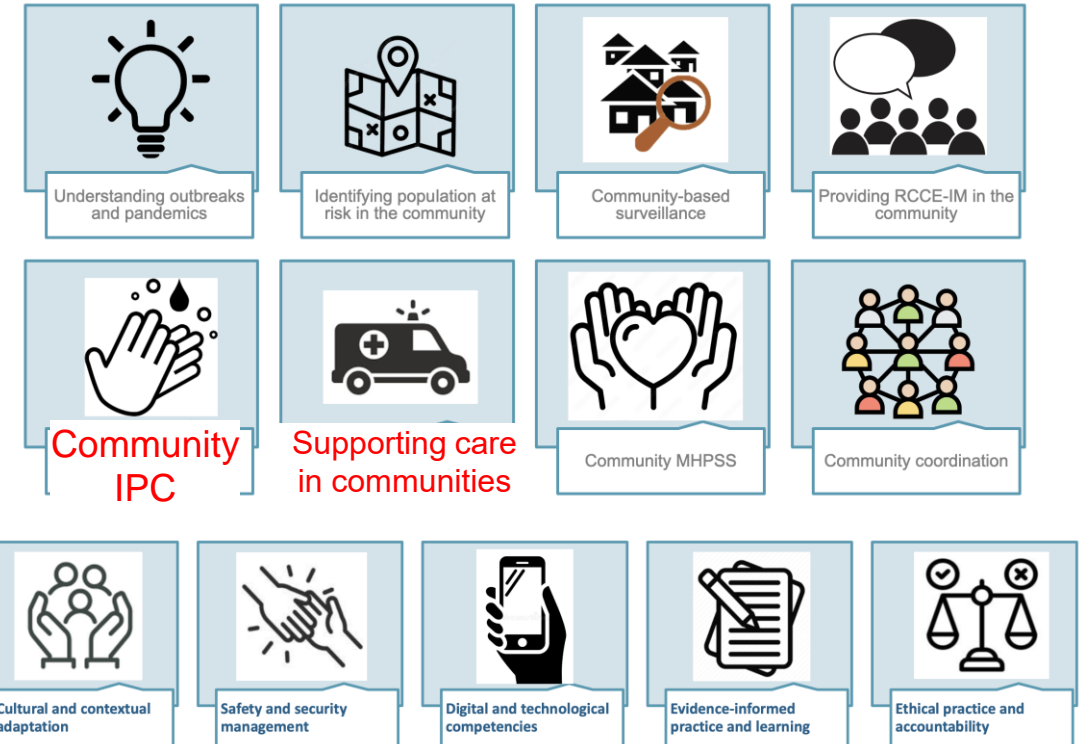 Understanding outbreaks
and pandemics
Identifying population at
risk in the community
Community-based
surveillance
Providing RCCE-IM in the
community
Community
IPC
Supporting care
in communities
Community MHPSS
Community coordination
Cultural and contextual
adaptation
Safety and security
management
Digital and technological
competencies
Evidence-informed
practice and learning
Ethical practice and
accountability